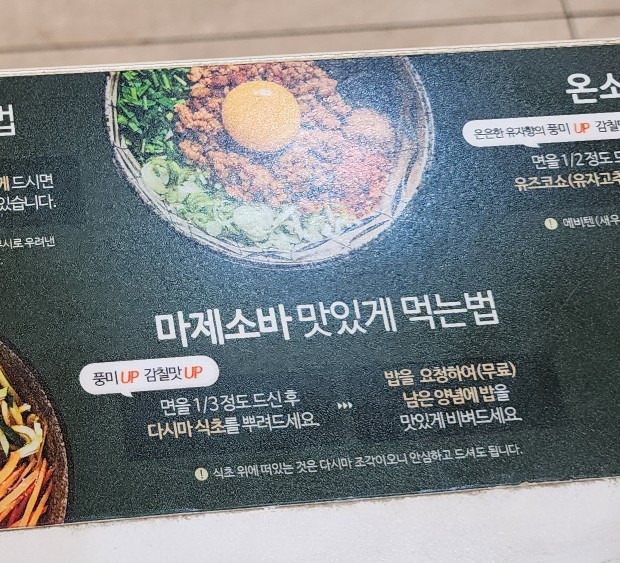 법
게 드시면
있습니다.
시로 우려낸
마제소바 맛있게 먹는법
풍미 UP 감칠맛 UP
면을 1/3 정도 드신 후
다시마 식초를 뿌려드세요.
밥을 요청하여(무료)
남은 양념에 밥을
맛있게 비벼드세요
! 식초 위에 떠있는 것은 다시마 조각이오니 안심하고 드셔도 됩니다.
온소
은은한 유자향의 풍미 UP 감칠맛
면을 1/2 정도 드
유즈코쇼(유자고추
! 에비텐(새우